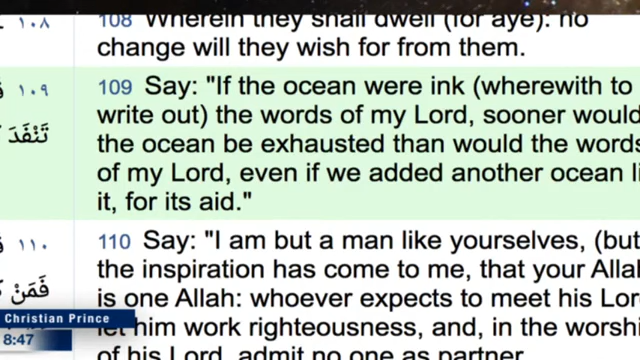 ١٠٨
108 Wherein they shall dwell (for aye): no
change will they wish for from them.
١٠٩
تَنْفَدَ
109 Say: "If the ocean were ink (wherewith to
write out) the words of my Lord, sooner would
the ocean be exhausted than would the words
of my Lord, even if we added another ocean
it, for its aid."
١١٠
فَمَنْ
110 Say: "I am but a man like yourselves, (but
the inspiration has come to me, that your Allah
is one Allah: whoever expects to meet his
let him work righteousness, and, in the
of his Lord, admit no one as partner.
Christian Prince
8:47